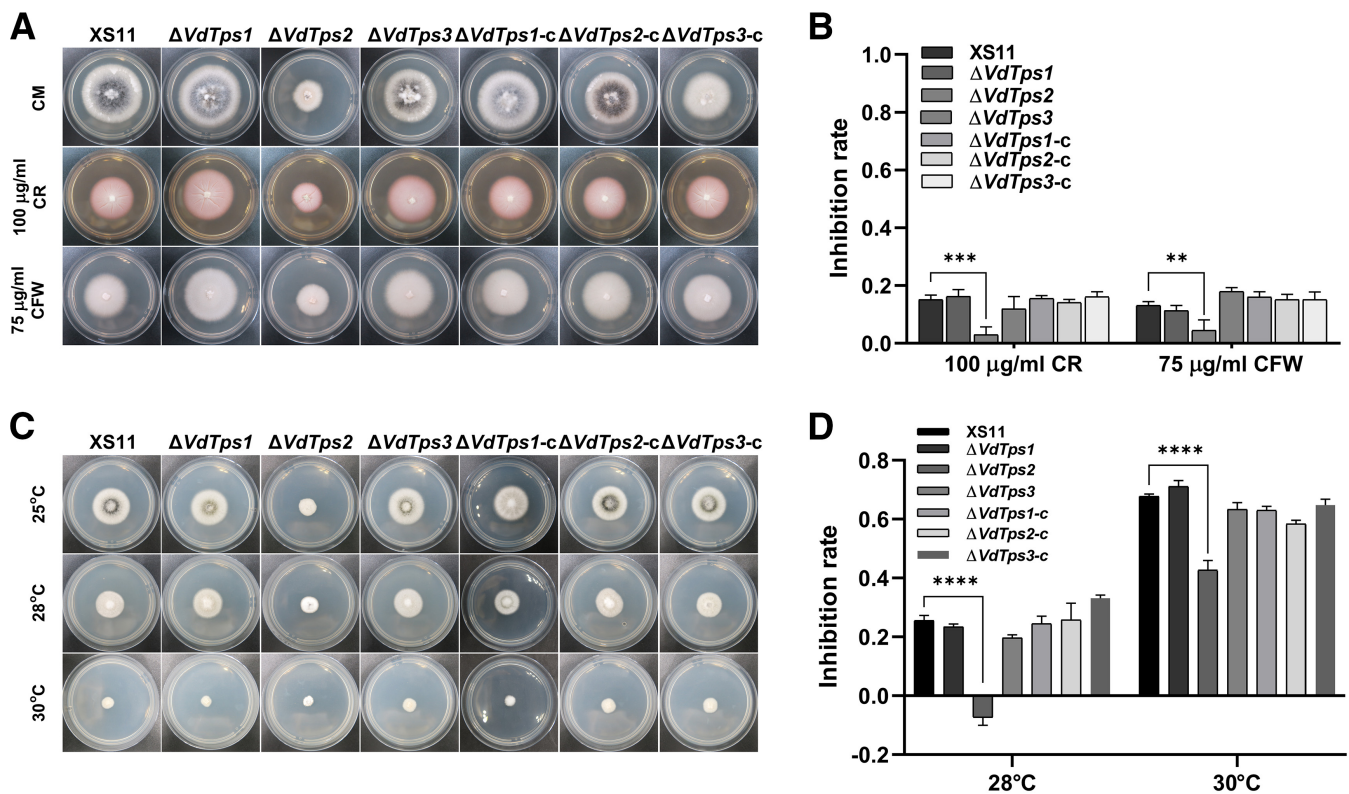 A
XS11 ΔVdTps1 ΔVdTps2 ΔVdTps3 ΔVdTps1-c ΔVdTps2-c ΔVdTps3-c
CM
100 μg/ml
CR
75 μg/ml
CFW
B
1.0
0.8
0.6
0.4
0.2
0.0
Inhibition rate
XS11
ΔVdTps1
ΔVdTps2
ΔVdTps3
ΔVdTps1-c
ΔVdTps2-c
ΔVdTps3-c
***
**
100 μg/ml CR
75 μg/ml CFW
C
XS11 ΔVdTps1 ΔVdTps2 ΔVdTps3 ΔVdTps1-c ΔVdTps2-c ΔVdTps3-c
25°C
28°C
30°C
D
0.8
0.6
0.4
0.2
0.0
-0.2
Inhibition rate
XS11
ΔVdTps1
ΔVdTps2
ΔVdTps3
ΔVdTps1-c
ΔVdTps2-c
ΔVdTps3-c
****
****
28°C
30°C